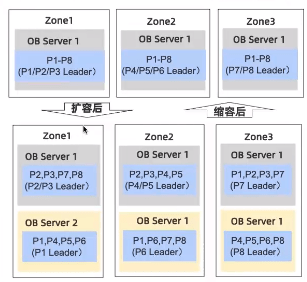 Zone1
Zone2
Zone3
OB Server 1
OB Server 1
OB Server 1
P1-P8
(P1/P2/P3 Leader)
P1-P8
(P4/P5/P6 Leader)
P1-P8
(P7/P8 Leader)
扩容后
缩容后
Zone1
Zone2
Zone3
OB Server 1
OB Server 1
OB Server 1
P2,P3,P7,P8
(P2/P3 Leader)
P2,P3,P4,P5
(P4/P5 Leader)
P1,P2,P3,P7
(P7 Leader)
OB Server 2
OB Server 1
OB Server 1
P1,P4,P5,P6
(P1 Leader)
P1,P6,P7,P8
(P6 Leader)
P4,P5,P6,P8
(P8 Leader)